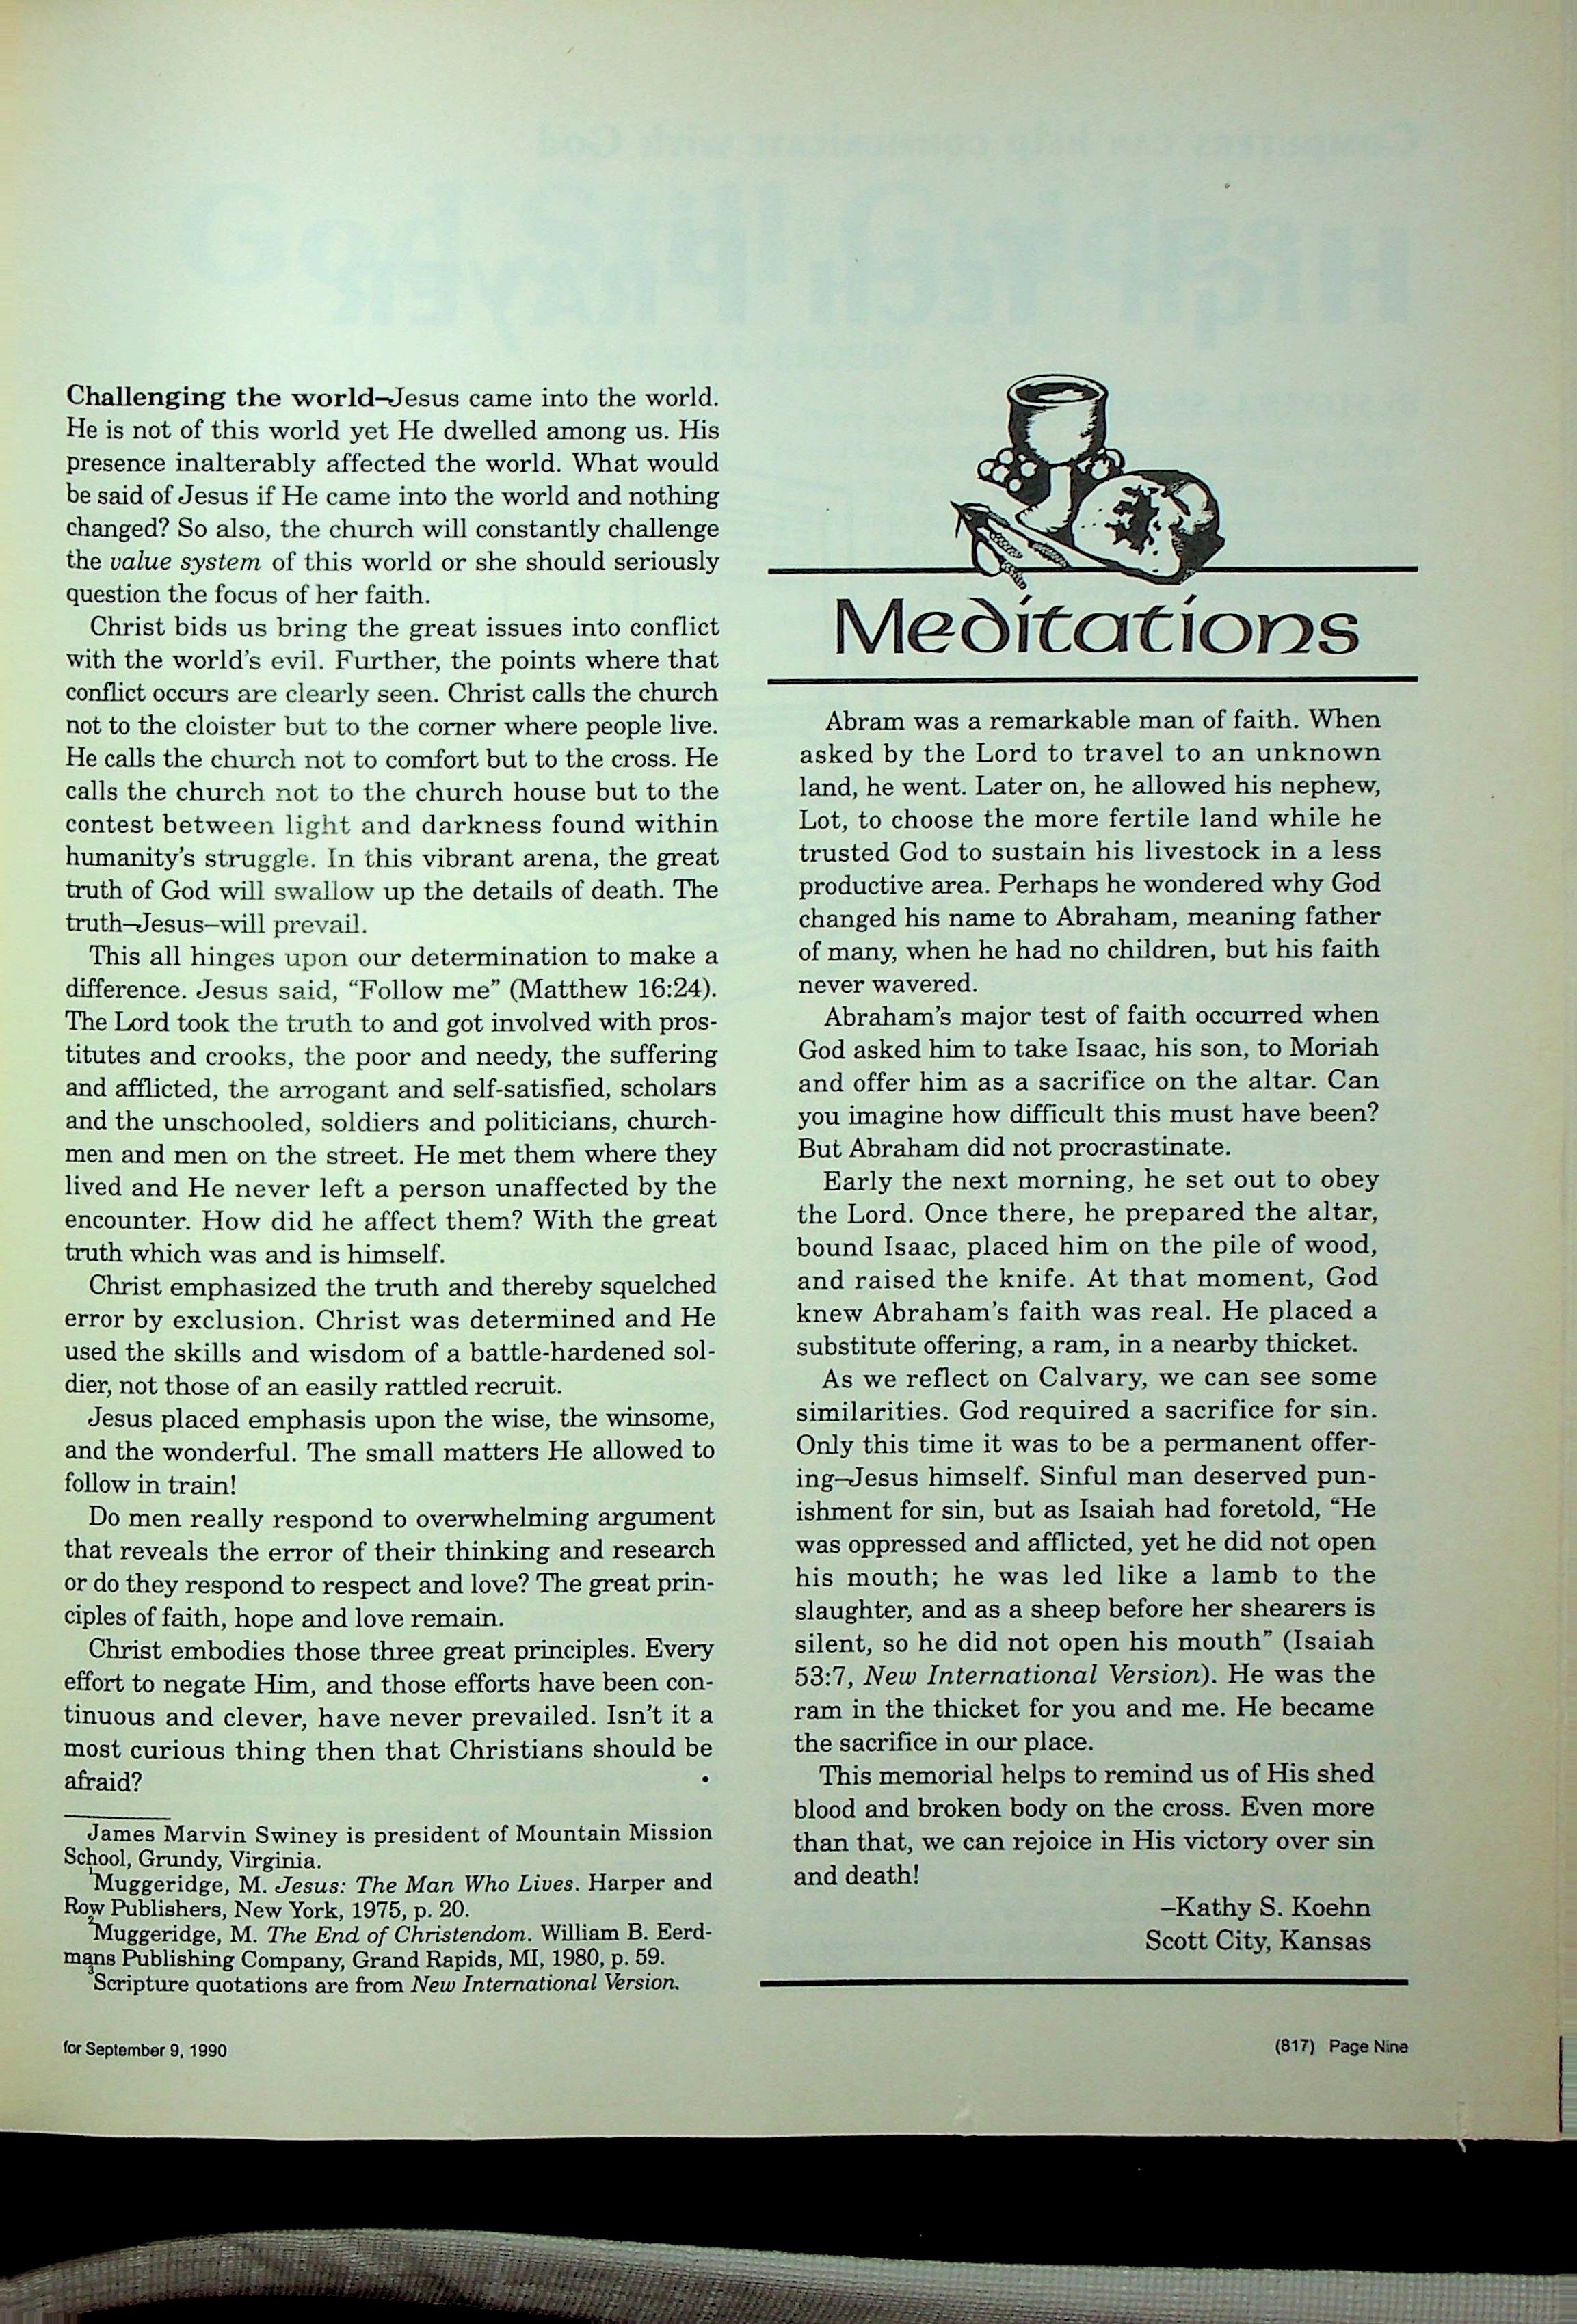 Challenging the world–Jesus came into the world.
He is not of this world yet He dwelled among us. His
presence inalterably affected the world. What would
be said of Jesus if He came into the world and nothing
changed? So also, the church will constantly challenge
the value system of this world or she should seriously
question the focus of her faith.
Christ bids us bring the great issues into conflict
with the world's evil. Further, the points where that
conflict occurs are clearly seen. Christ calls the church
not to the cloister but to the corner where people live.
He calls the church not to comfort but to the cross. He
calls the church not to the church house but to the
contest between light and darkness found within
humanity's struggle. In this vibrant arena, the great
truth of God will swallow up the details of death. The
truth–Jesus–will prevail.
This all hinges upon our determination to make a
difference. Jesus said, “Follow me” (Matthew 16:24).
The Lord took the truth to and got involved with pros-
titutes and crooks, the poor and needy, the suffering
and afflicted, the arrogant and self-satisfied, scholars
and the unschooled, soldiers and politicians, church-
men and men on the street. He met them where they
lived and He never left a person unaffected by the
encounter. How did he affect them? With the great
truth which was and is himself.
Christ emphasized the truth and thereby squelched
error by exclusion. Christ was determined and He
used the skills and wisdom of a battle-hardened sol-
dier, not those of an easily rattled recruit.
Jesus placed emphasis upon the wise, the winsome,
and the wonderful. The small matters He allowed to
follow in train!
Do men really respond to overwhelming argument
that reveals the error of their thinking and research
or do they respond to respect and love? The great prin-
ciples of faith, hope and love remain.
Christ embodies those three great principles. Every
effort to negate Him, and those efforts have been con-
tinuous and clever, have never prevailed. Isn't it a
most curious thing then that Christians should be
afraid? •
James Marvin Swiney is president of Mountain Mission
School, Grundy, Virginia.
1Muggeridge, M. Jesus: The Man Who Lives. Harper and
Row Publishers, New York, 1975, p. 20.
2Muggeridge, M. The End of Christendom. William B. Eerd-
mans Publishing Company, Grand Rapids, MI, 1980, p. 59.
3Scripture quotations are from New International Version.
Meditations
Abram was a remarkable man of faith. When
asked by the Lord to travel to an unknown
land, he went. Later on, he allowed his nephew,
Lot, to choose the more fertile land while he
trusted God to sustain his livestock in a less
productive area. Perhaps he wondered why God
changed his name to Abraham, meaning father
of many, when he had no children, but his faith
never wavered.
Abraham's major test of faith occurred when
God asked him to take Isaac, his son, to Moriah
and offer him as a sacrifice on the altar. Can
you imagine how difficult this must have been?
But Abraham did not procrastinate.
Early the next morning, he set out to obey
the Lord. Once there, he prepared the altar,
bound Isaac, placed him on the pile of wood,
and raised the knife. At that moment, God
knew Abraham's faith was real. He placed a
substitute offering, a ram, in a nearby thicket.
As we reflect on Calvary, we can see some
similarities. God required a sacrifice for sin.
Only this time it was to be a permanent offer-
ing–Jesus himself. Sinful man deserved pun-
ishment for sin, but as Isaiah had foretold, “He
was oppressed and afflicted, yet he did not open
his mouth; he was led like a lamb to the
slaughter, and as a sheep before her shearers is
silent, so he did not open his mouth” (Isaiah
53:7, New International Version). He was the
ram in the thicket for you and me. He became
the sacrifice in our place.
This memorial helps to remind us of His shed
blood and broken body on the cross. Even more
than that, we can rejoice in His victory over sin
and death!
–Kathy S. Koehn
Scott City, Kansas
for September 9, 1990
(817) Page Nine